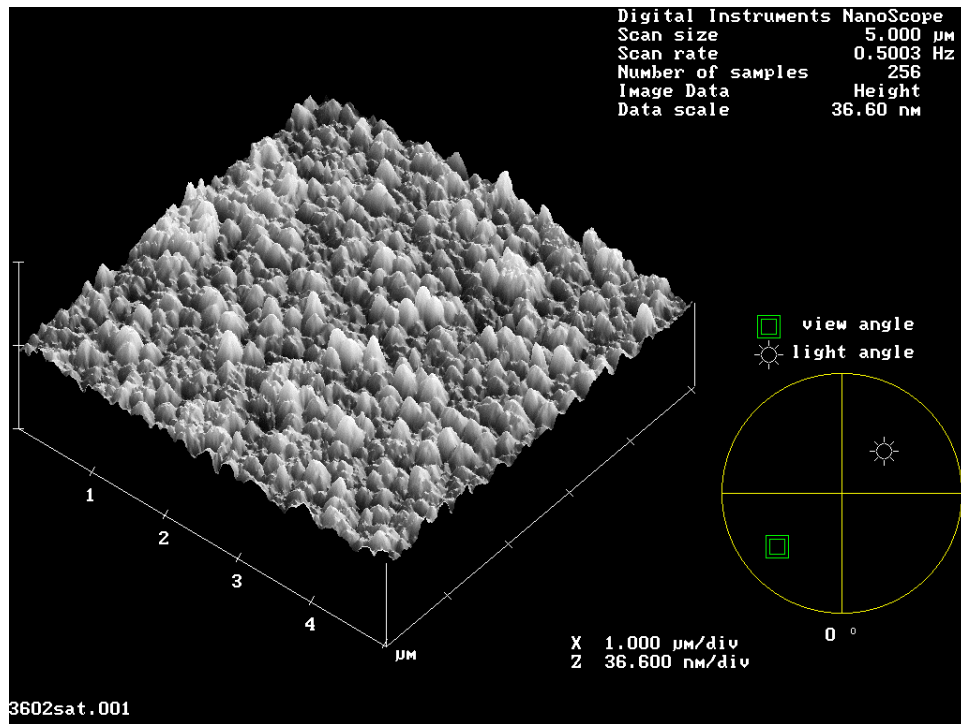 Digital Instruments NanoScope
Scan size 5.000 µm
Scan rate 0.5003 Hz
Number of samples 256
Image Data Height
Data scale 36.60 nm
view angle
light angle
1
2
3
4
µm
0 °
X 1.000 µm/div
Z 36.600 nm/div
3602sat.001